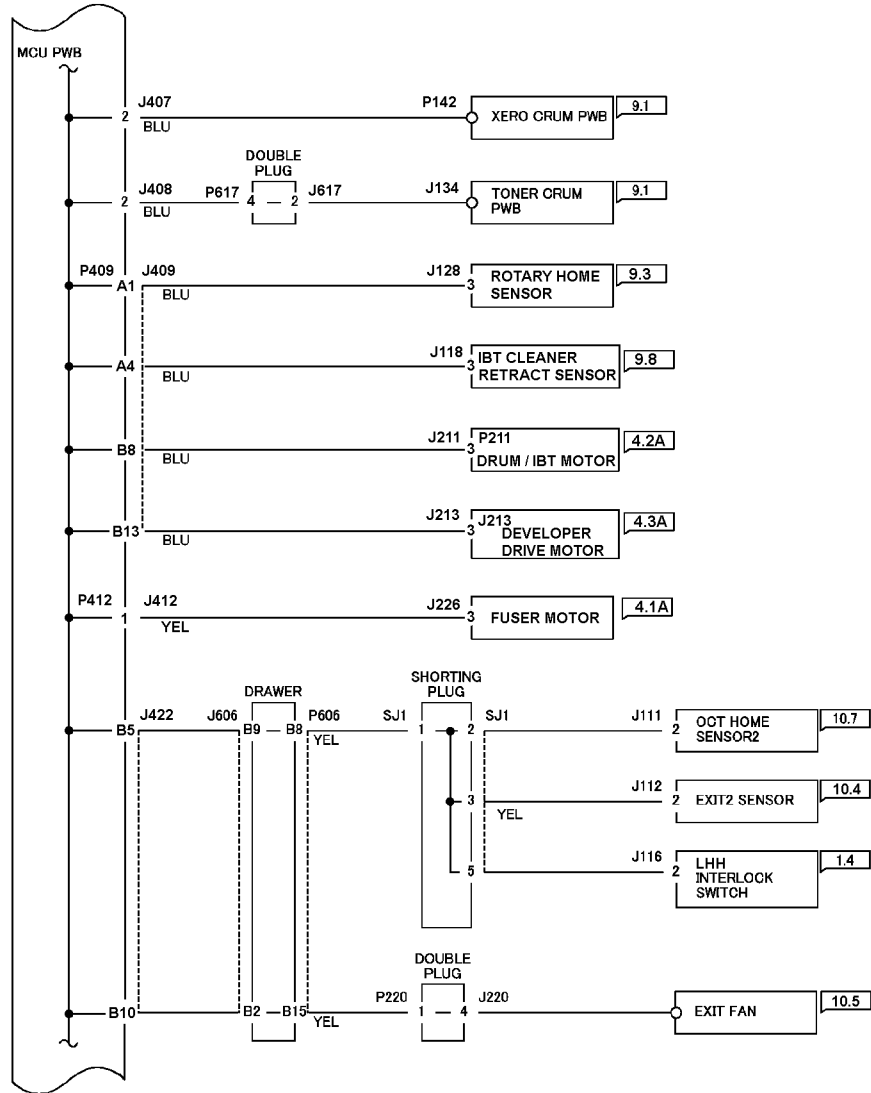 MCU PWB
J407 P142 9.1
2 BLU XERO CRUM PWB
DOUBLE
PLUG
J408 P617 J617 J134 9.1
2 BLU 4 2 TONER CRUM
PWB
P409 J409 J128 9.3
A1 BLU 3 ROTARY HOME
SENSOR
J118 9.8
A4 BLU 3 IBT CLEANER
RETRACT SENSOR
J211 P211 4.2A
B8 BLU 3 DRUM / IBT MOTOR
J213 J213 4.3A
B13 BLU 3 DEVELOPER
DRIVE MOTOR
P412 J412 J226 4.1A
1 YEL 3 FUSER MOTOR
DRAWER SHORTING
PLUG
J422 J606 P606 SJ1 SJ1 J111 10.7
B5 B9 B8 YEL 1 2 2 OCT HOME
SENSOR2
J112 10.4
3 YEL 2 EXIT2 SENSOR
J116 1.4
5 2 LHH
INTERLOCK
SWITCH
DOUBLE
PLUG
P220 J220 10.5
B10 B2 B15 YEL 1 4 EXIT FAN